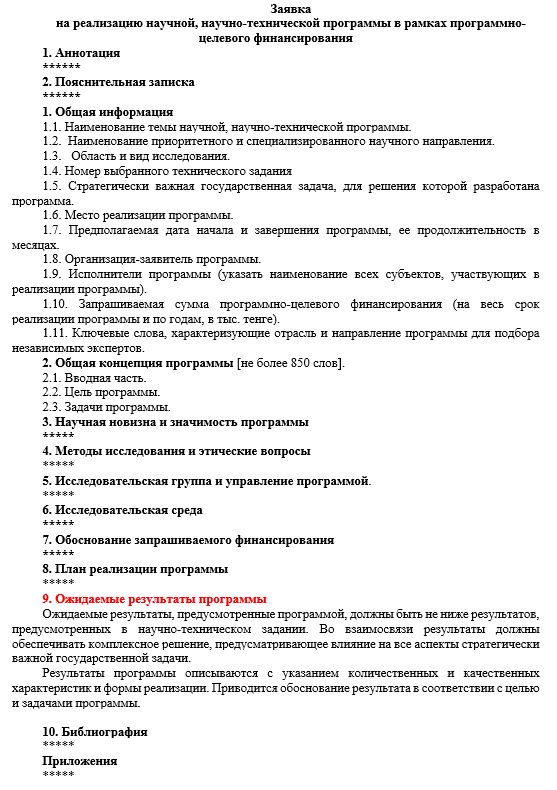 Заявка
на реализацию научной, научно-технической программы в рамках программно-
целевого финансирования
1. Аннотация
******
2. Пояснительная записка
******
1. Общая информация
1.1. Наименование темы научной, научно-технической программы.
1.2. Наименование приоритетного и специализированного научного направления.
1.3. Область и вид исследования.
1.4. Номер выбранного технического задания
1.5. Стратегически важная государственная задача, для решения которой разработана
программа.
1.6. Место реализации программы.
1.7. Предполагаемая дата начала и завершения программы, ее продолжительность в
месяцах.
1.8. Организация-заявитель программы.
1.9. Исполнители программы (указать наименование всех субъектов, участвующих в
реализации программы).
1.10. Запрашиваемая сумма программно-целевого финансирования (на весь срок
реализации программы и по годам, в тыс. тенге).
1.11. Ключевые слова, характеризующие отрасль и направление программы для подбора
независимых экспертов.
2. Общая концепция программы [не более 850 слов].
2.1. Вводная часть.
2.2. Цель программы.
2.3. Задачи программы.
3. Научная новизна и значимость программы
*****
4. Методы исследования и этические вопросы
*****
5. Исследовательская группа и управление программой.
*****
6. Исследовательская среда
*****
7. Обоснование запрашиваемого финансирования
*****
8. План реализации программы
*****
9. Ожидаемые результаты программы
Ожидаемые результаты, предусмотренные программой, должны быть не ниже результатов,
предусмотренных в научно-техническом задании. Во взаимосвязи результаты должны
обеспечивать комплексное решение, предусматривающее влияние на все аспекты стратегически
важной государственной задачи.
Результаты программы описываются с указанием количественных и качественных
характеристик и формы реализации. Приводится обоснование результата в соответствии с целью
и задачами программы.
10. Библиография
*****
Приложения
*****